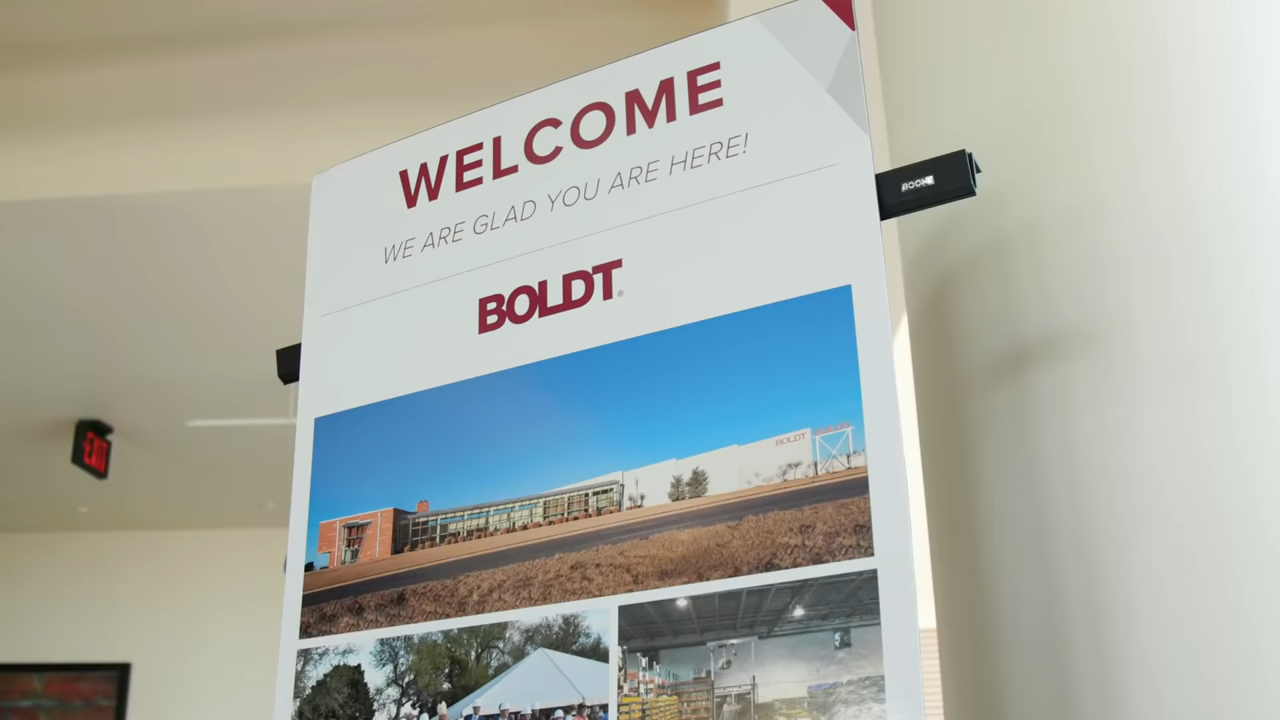 WELCOME
WE ARE GLAD YOU ARE HERE!
BOLDT®
BOLDT
EXIT